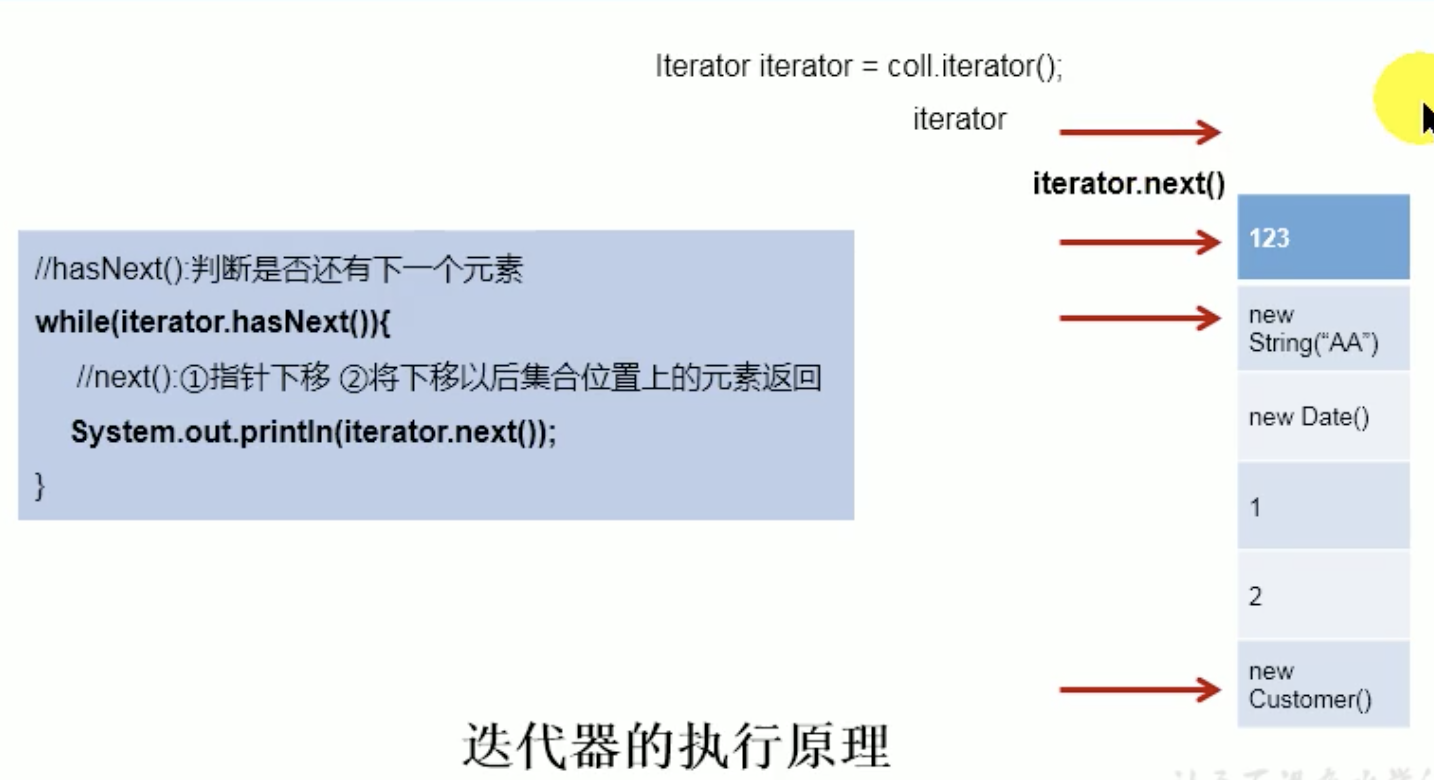 Iterator iterator = coll.iterator();
iterator
iterator.next()
//hasNext():判断是否还有下一个元素
while(iterator.hasNext()){
//next():①指针下移 ②将下移以后集合位置上的元素返回
System.out.println(iterator.next());
}
123
new
String(“AA”)
new Date()
1
2
new
Customer()
迭代器的执行原理